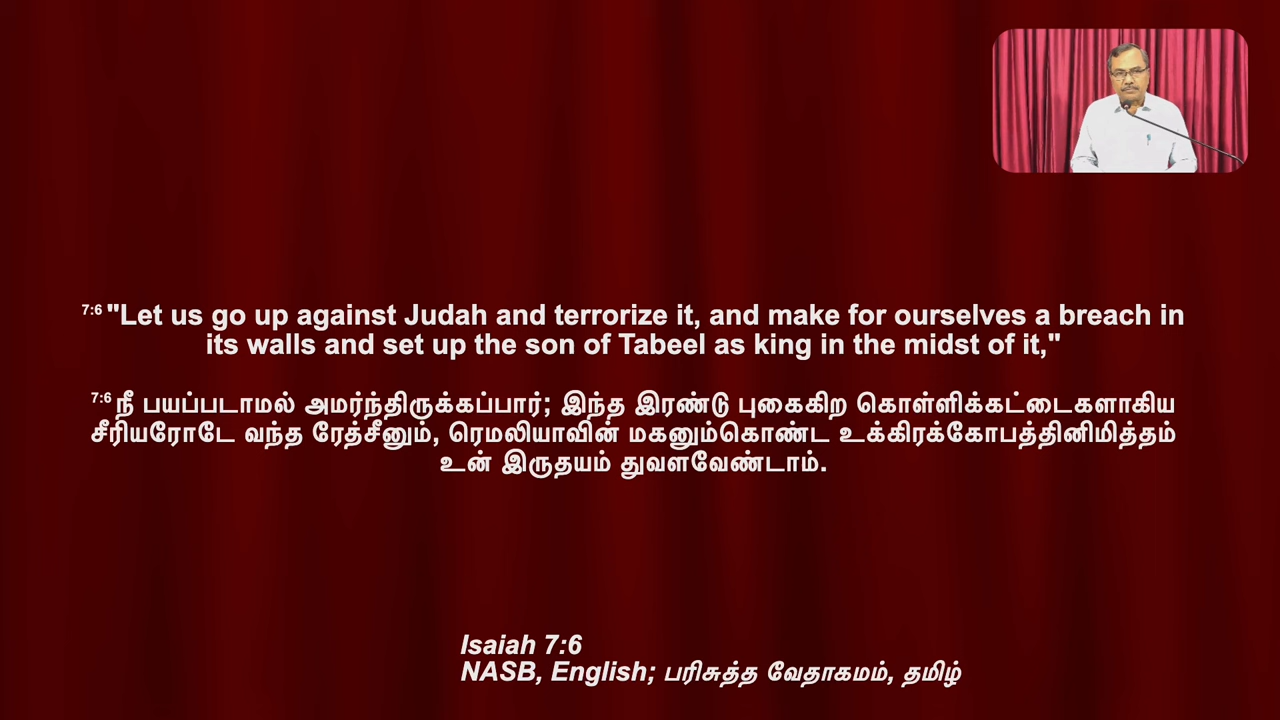 7:6 "Let us go up against Judah and terrorize it, and make for ourselves a breach in
its walls and set up the son of Tabeel as king in the midst of it,"
7:6 நீ பயப்படாமல் அமர்ந்திருக்கப்பார்; இந்த இரண்டு புகைகிற கொள்ளிக்கட்டைகளாகிய
சீரியரோடே வந்த ரேத்சீனும், ரெமலியாவின் மகனும்கொண்ட உக்கிரக்கோபத்தினிமித்தம்
உன் இருதயம் துவளவேண்டாம்.
Isaiah 7:6
NASB, English; பரிசுத்த வேதாகமம், தமிழ்